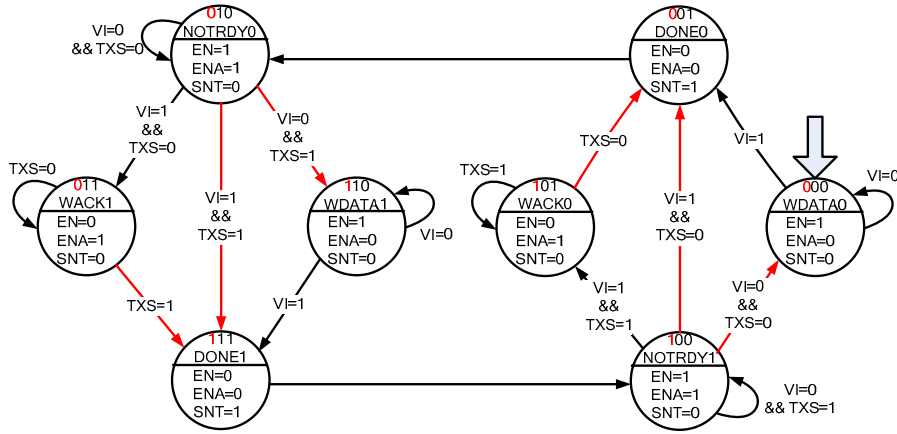 010
NOTRDY0
EN=1
ENA=1
SNT=0
VI=0
&& TXS=0
001
DONE0
EN=0
ENA=0
SNT=1
VI=1
&&
TXS=0
VI=0
&&
TXS=1
VI=1
&&
TXS=1
TXS=0
011
WACK1
EN=0
ENA=1
SNT=0
110
WDATA1
EN=1
ENA=0
SNT=0
VI=0
TXS=1
101
WACK0
EN=0
ENA=1
SNT=0
TXS=0
VI=1
&&
TXS=0
VI=1
000
WDATA0
EN=1
ENA=0
SNT=0
VI=0
TXS=1
VI=1
VI=1
&&
TXS=1
VI=0
&&
TXS=0
111
DONE1
EN=0
ENA=0
SNT=1
100
NOTRDY1
EN=1
ENA=1
SNT=0
VI=0
&& TXS=1